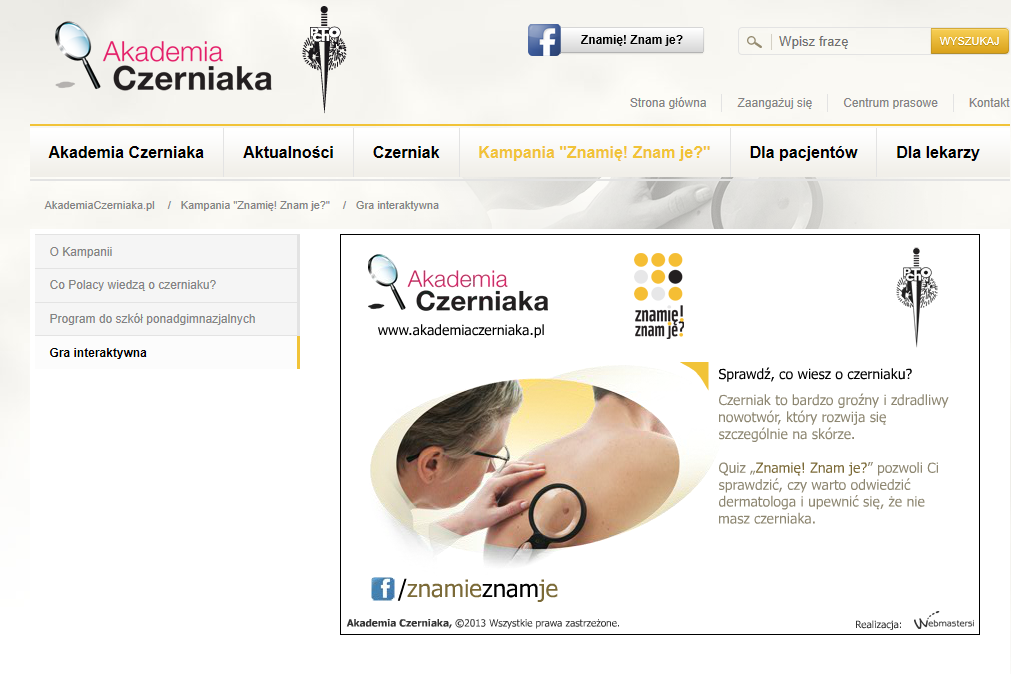 Akademia
Czerniaka
PTO
Znamię! Znam je?
Wpisz frazę
WYSZUKAJ
Strona główna
Zaangażuj się
Centrum prasowe
Kontakt
Akademia Czerniaka
Aktualności
Czerniak
Kampania "Znamię! Znam je?"
Dla pacjentów
Dla lekarzy
AkademiaCzerniaka.pl / Kampania "Znamię! Znam je?" / Gra interaktywna
O Kampanii
Co Polacy wiedzą o czerniaku?
Program do szkół ponadgimnazjalnych
Gra interaktywna
Akademia
Czerniaka
www.akademiaczerniaka.pl
znamię!
znam je?
Sprawdź, co wiesz o czerniaku?
Czerniak to bardzo groźny i zdradliwy
nowotwór, który rozwija się
szczególnie na skórze.
Quiz „Znamię! Znam je?” pozwoli Ci
sprawdzić, czy warto odwiedzić
dermatologa i upewnić się, że nie
masz czerniaka.
/znamieznamje
Akademia Czerniaka, ©2013 Wszystkie prawa zastrzeżone.
Realizacja: Webmastersi